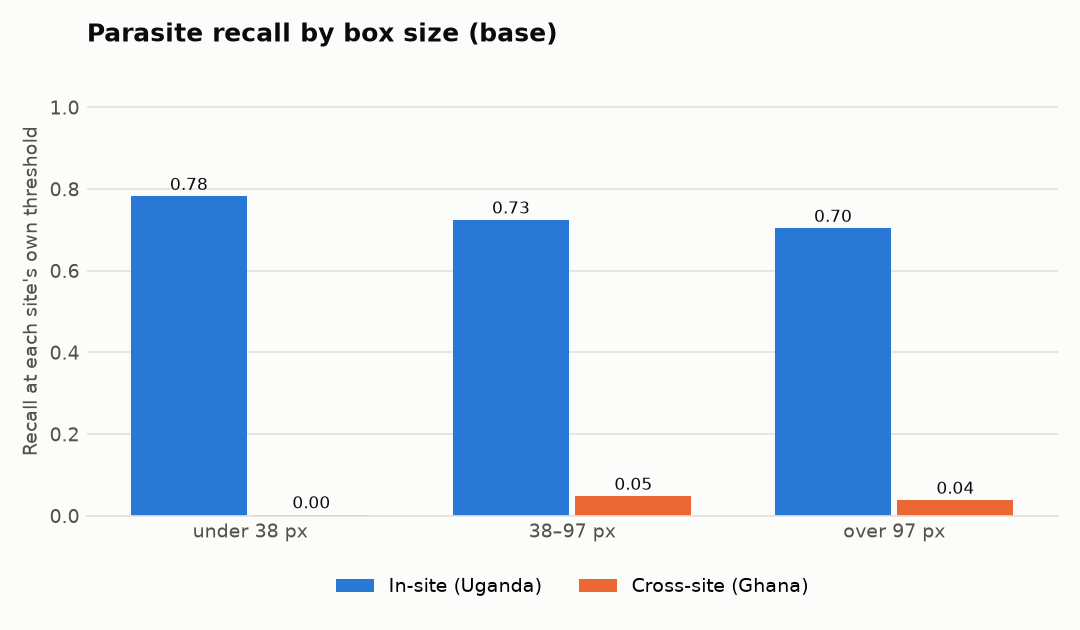 Parasite recall by box size (base)
Recall at each site's own threshold
1.0
0.8
0.6
0.4
0.2
0.0
0.78
0.00
0.73
0.05
0.70
0.04
under 38 px
38–97 px
over 97 px
In-site (Uganda)
Cross-site (Ghana)